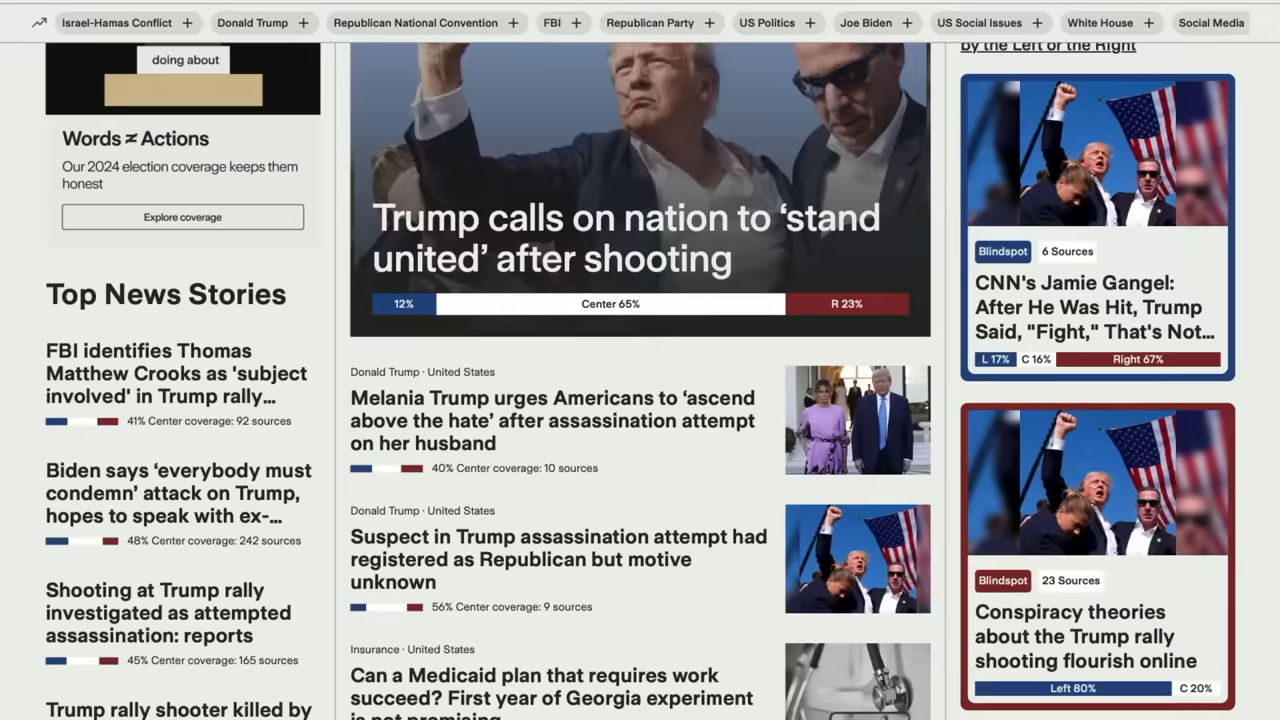 Israel-Hamas Conflict +
Donald Trump +
Republican National Convention +
FBI +
Republican Party +
US Politics +
Joe Biden +
US Social Issues +
White House +
Social Media
doing about
Words ≠ Actions
Our 2024 election coverage keeps them
honest
Explore coverage
Top News Stories
FBI identifies Thomas
Matthew Crooks as 'subject
involved' in Trump rally...
41% Center coverage: 92 sources
Biden says ‘everybody must
condemn’ attack on Trump,
hopes to speak with ex-...
48% Center coverage: 242 sources
Shooting at Trump rally
investigated as attempted
assassination: reports
45% Center coverage: 165 sources
Trump rally shooter killed by
Trump calls on nation to ‘stand
united’ after shooting
12% Center 65% R 23%
Donald Trump · United States
Melania Trump urges Americans to ‘ascend
above the hate’ after assassination attempt
on her husband
40% Center coverage: 10 sources
Donald Trump · United States
Suspect in Trump assassination attempt had
registered as Republican but motive
unknown
56% Center coverage: 9 sources
Insurance · United States
Can a Medicaid plan that requires work
succeed? First year of Georgia experiment
is not promising
by the Left or the Right
Blindspot 6 Sources
CNN's Jamie Gangel:
After He Was Hit, Trump
Said, "Fight," That's Not...
L 17% C 16% Right 67%
Blindspot 23 Sources
Conspiracy theories
about the Trump rally
shooting flourish online
Left 80% C 20%